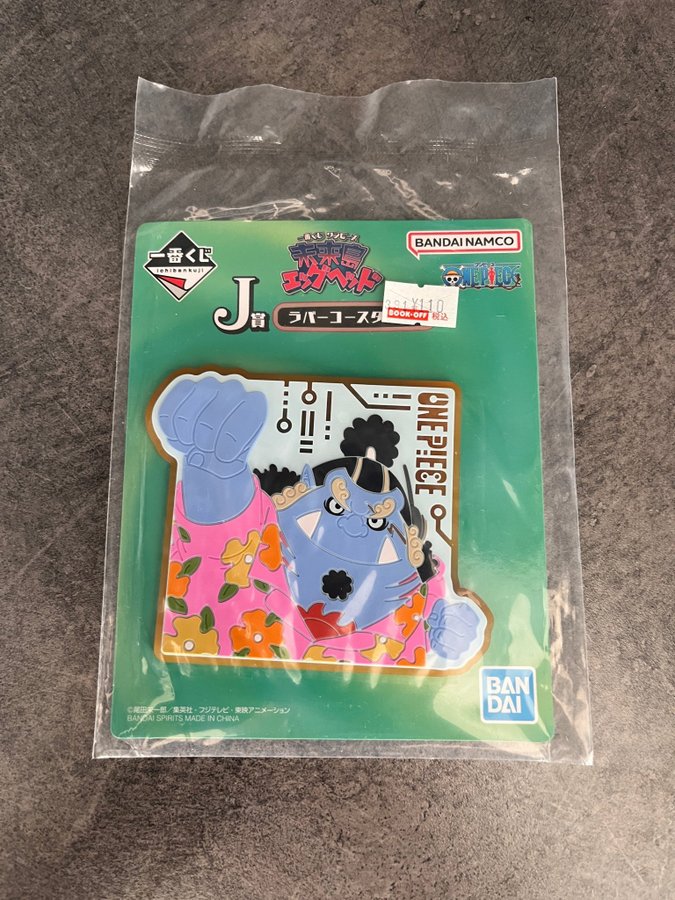 一番くじ
ichibankuji
一番くじ ワンピース
未来島
エッグヘッド
BANDAI NAMCO
ONE PIECE
J賞
ラバーコースタ
¥110
BOOK-OFF 税込
ONE PIECE
©尾田栄一郎／集英社・フジテレビ・東映アニメーション
BANDAI SPIRITS MADE IN CHINA
BAN
DAI